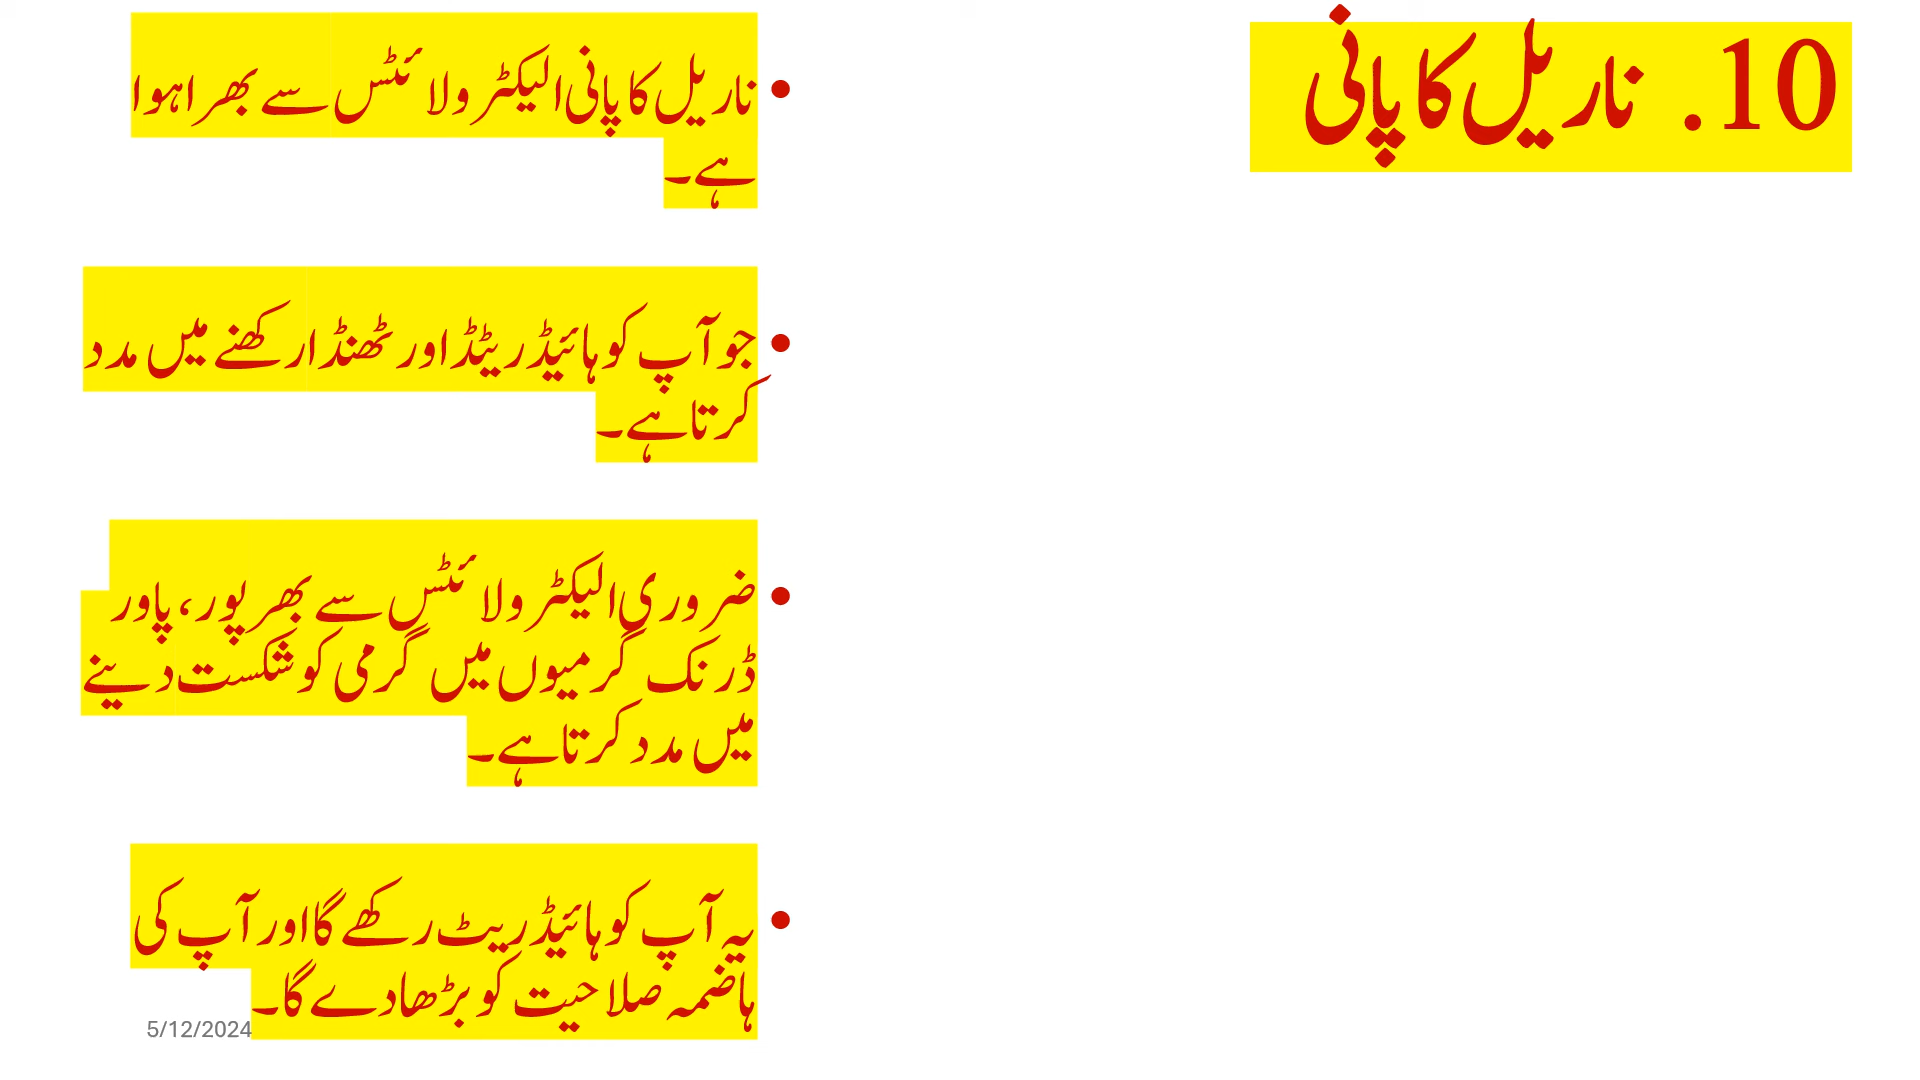 10. ناریل کا پانی
• ناریل کا پانی الیکٹرولائٹس سے بھرا ہوا
ہے۔
• جو آپ کو ہائیڈریٹڈ اور ٹھنڈا رکھنے میں مدد
کرتا ہے۔
• ضروری الیکٹرولائٹس سے بھرپور، پاور
ڈرنک گرمیوں میں گرمی کو شکست دینے
میں مدد کرتا ہے۔
• یہ آپ کو ہائیڈریٹ رکھے گا اور آپ کی
ہاضمہ صلاحیت کو بڑھا دے گا۔
5/12/2024